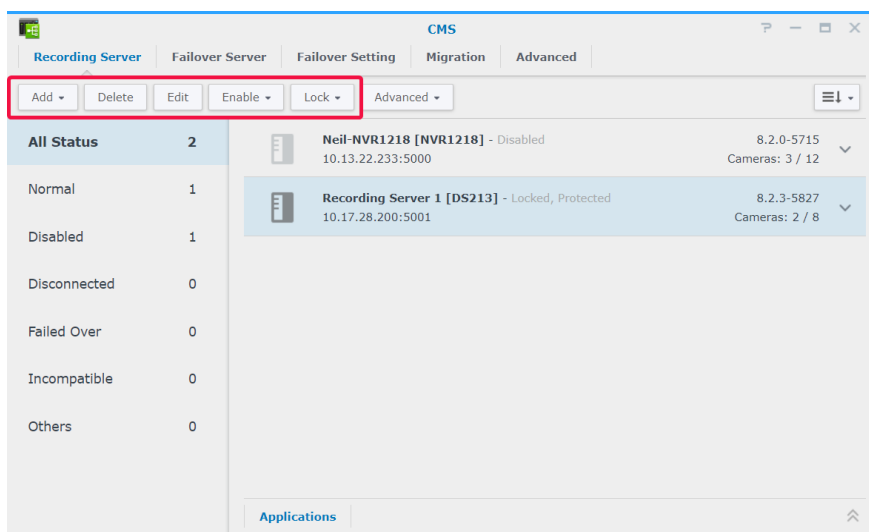 CMS
Recording Server Failover Server Failover Setting Migration Advanced
Add Delete Edit Enable Lock Advanced
All Status 2
Normal 1
Disabled 1
Disconnected 0
Failed Over 0
Incompatible 0
Others 0
Neil-NVR1218 [NVR1218] - Disabled 8.2.0-5715
10.13.22.233:5000 Cameras: 3 / 12
Recording Server 1 [DS213] - Locked, Protected 8.2.3-5827
10.17.28.200:5001 Cameras: 2 / 8
Applications